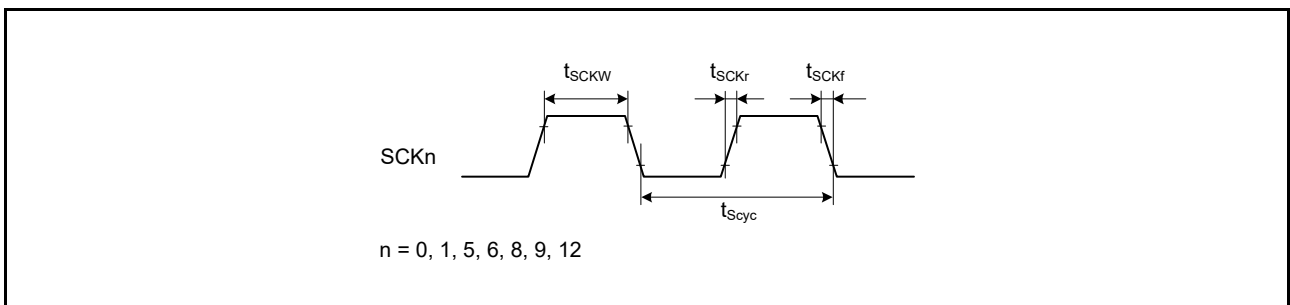 tSCKW
tSCKr
tSCKf
SCKn
tScyc
n = 0, 1, 5, 6, 8, 9, 12